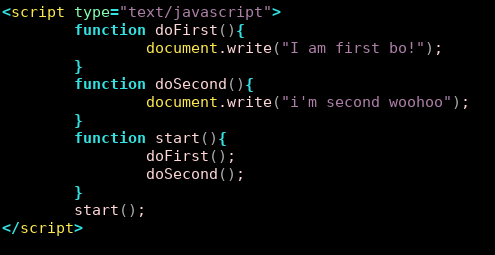 <script type="text/javascript">
        function doFirst(){
                document.write("I am first bo!");
        }
        function doSecond(){
                document.write("i'm second woohoo");
        }
        function start(){
                doFirst();
                doSecond();
        }
        start();
</script>